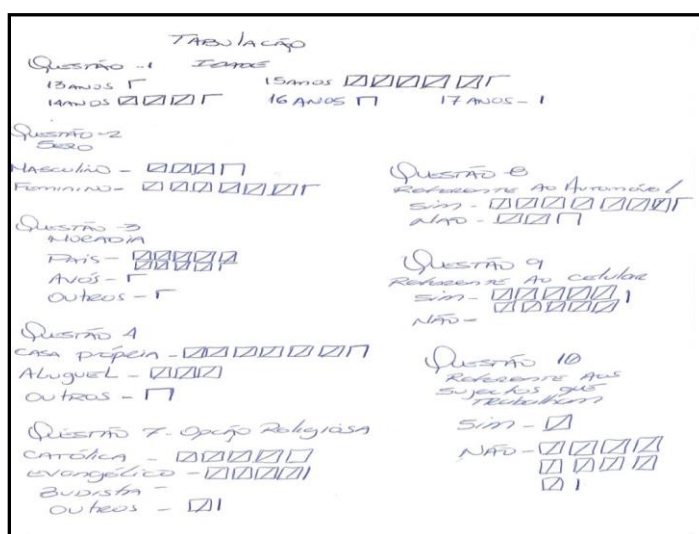 Tabulação
Questão - 1 Idade
13 anos 15 anos
14 anos 16 anos 17 anos -
Questão - 2
Sexo
Masculino -
Feminino -
Questão - 3
Moradia
Pais -
Avós -
Outros -
Questão 4
Casa própria -
Aluguel -
Outros -
Questão 7 - Opção Religiosa
Católica -
Evangélico -
Budista -
Outros -
Questão 8
Referente ao Automóvel
Sim -
Não -
Questão 9
Referente ao celular
Sim -
Não -
Questão 10
Referente aos
sujeitos que
trabalham
Sim -
Não -